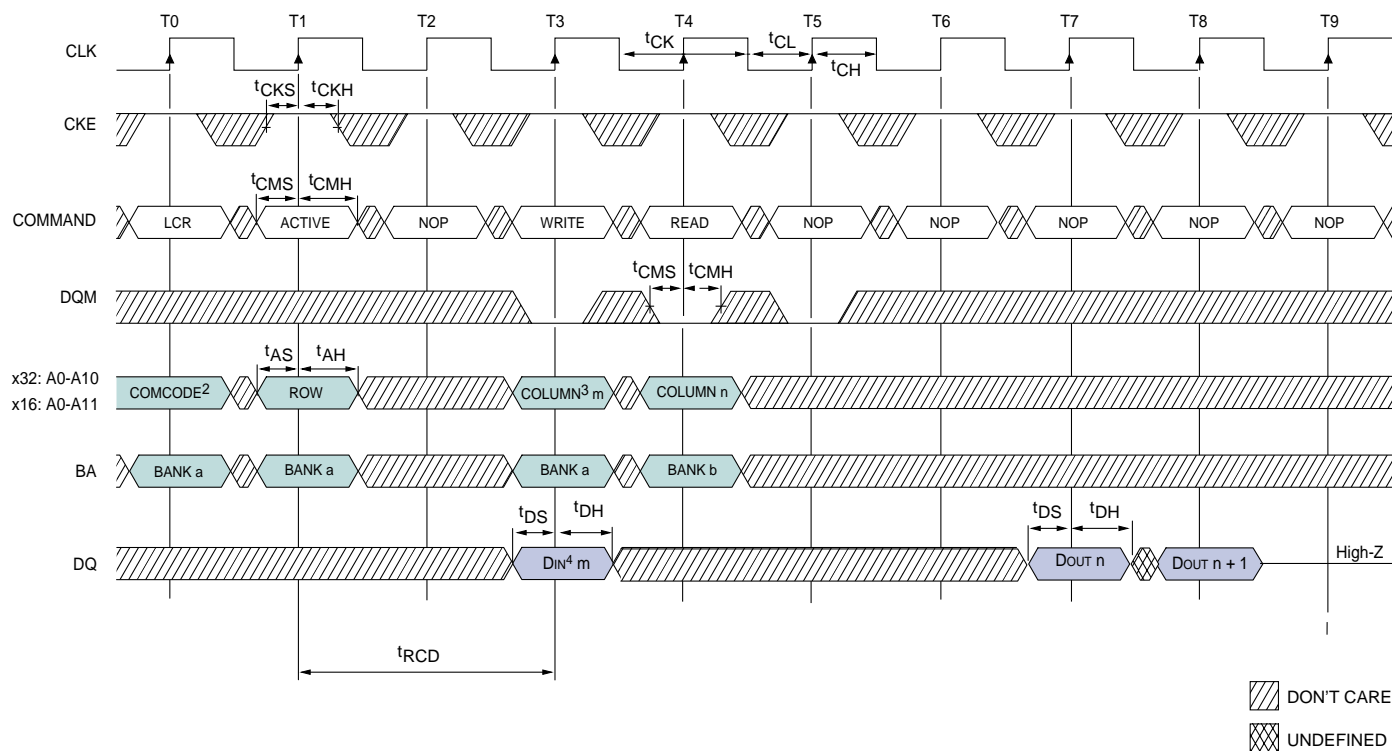 T0 T1 T2 T3 T4 T5 T6 T7 T8 T9
CLK
tCK tCL
tCH
tCKS tCKH
CKE
tCMS tCMH
COMMAND LCR ACTIVE NOP WRITE READ NOP NOP NOP NOP NOP
tCMS tCMH
DQM
tAS tAH
x32: A0-A10
x16: A0-A11
COMCODE2 ROW COLUMN3 m COLUMN n
BA BANK a BANK a BANK a BANK b
tDS tDH tDS tDH
DQ DIN4 m DOUT n DOUT n + 1 High-Z
tRCD
DON'T CARE
UNDEFINED